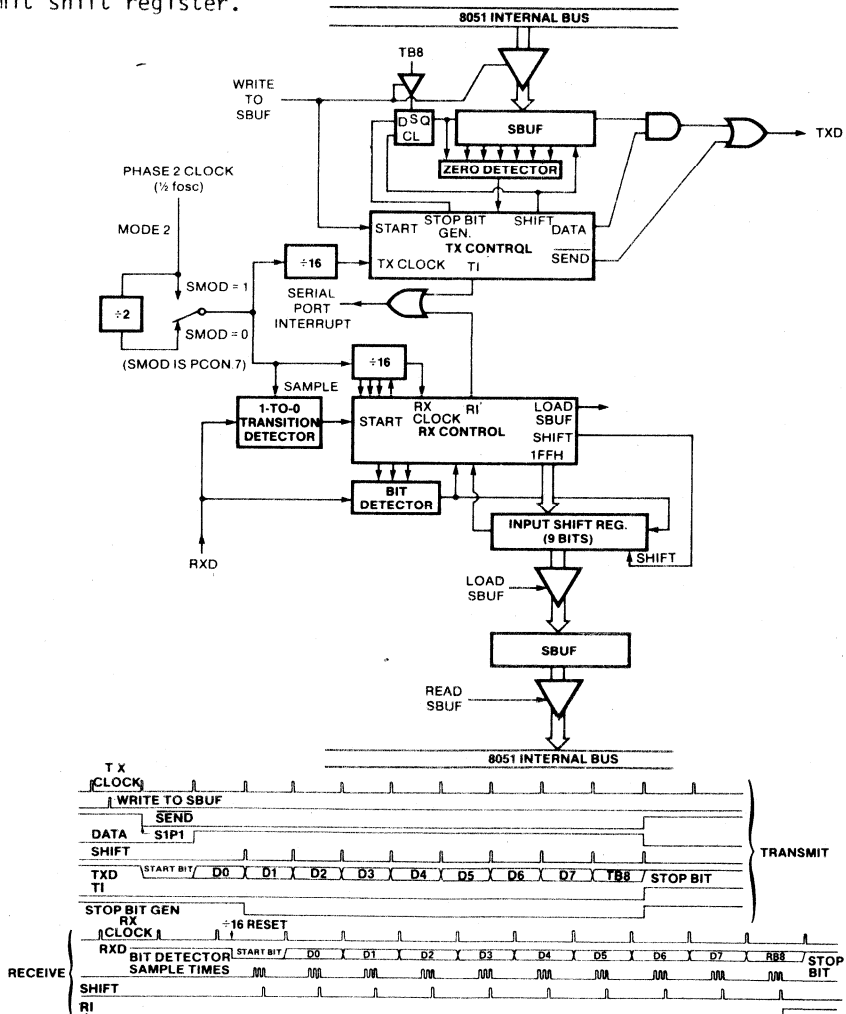 mit shift register.
8051 INTERNAL BUS
TB8
WRITE
TO
SBUF
D S Q
CL
SBUF
TXD
ZERO DETECTOR
PHASE 2 CLOCK
(½ fosc)
MODE 2
STOP BIT
GEN.
SHIFT
START
DATA
TX CONTROL
SEND
TX CLOCK
TI
÷16
SMOD = 1
÷2
SMOD = 0
SERIAL
PORT
INTERRUPT
(SMOD IS PCON.7)
÷16
SAMPLE
1-TO-0
TRANSITION
DETECTOR
START
RX
CLOCK
RI
LOAD
SBUF
RX CONTROL
SHIFT
1FFH
BIT
DETECTOR
INPUT SHIFT REG.
(9 BITS)
SHIFT
RXD
LOAD
SBUF
SBUF
READ
SBUF
8051 INTERNAL BUS
TX
CLOCK
WRITE TO SBUF
SEND
DATA S1P1
SHIFT
TRANSMIT
TXD START BIT D0 D1 D2 D3 D4 D5 D6 D7 TB8 STOP BIT
TI
STOP BIT GEN
RX
CLOCK
÷16 RESET
RXD START BIT D0 D1 D2 D3 D4 D5 D6 D7 RB8 STOP
BIT
BIT DETECTOR
SAMPLE TIMES
RECEIVE
SHIFT
RI